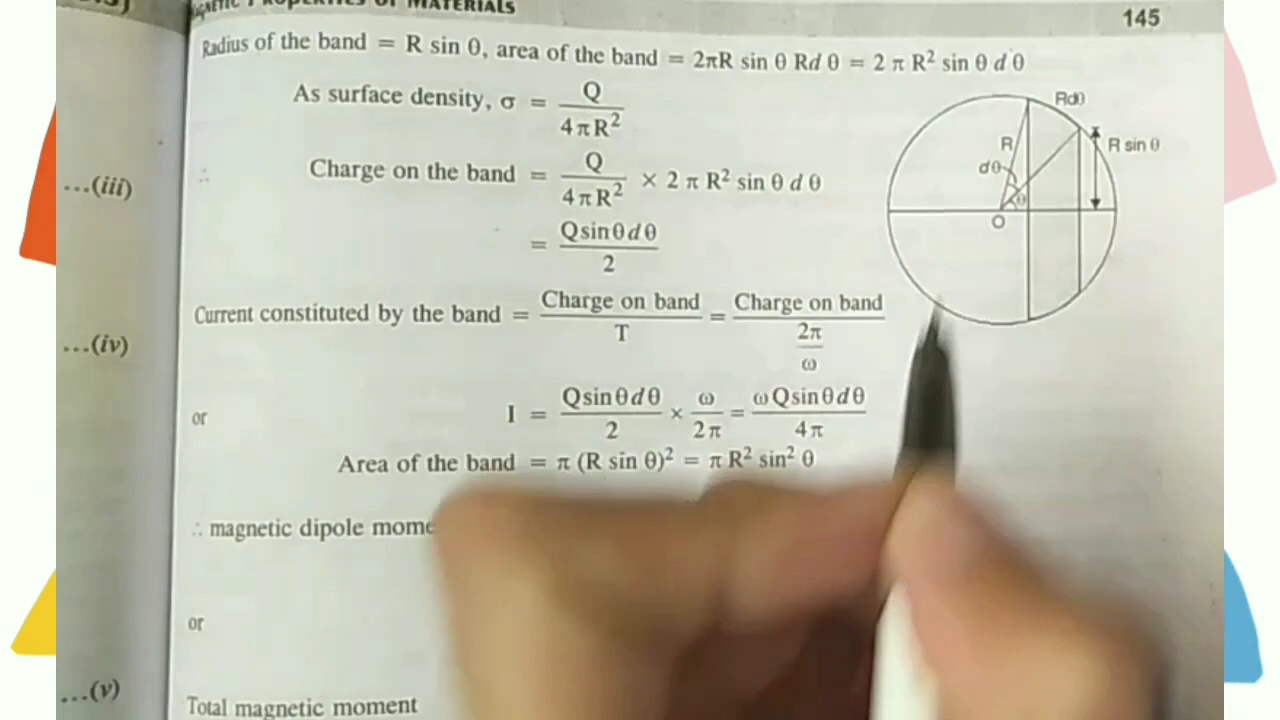 MATERIALS
145
Radius of the band = R sin θ, area of the band = 2πR sin θ Rd θ = 2 π R² sin θ d θ
As surface density, σ = Q / 4πR²
...(iii)
∴ Charge on the band = Q / 4πR² × 2 π R² sin θ d θ
= Q sin θ d θ / 2
Rdθ
R
R sin θ
dθ
θ
O
Current constituted by the band = Charge on band / T = Charge on band / 2π / ω
...(iv)
or I = Q sin θ d θ / 2 × ω / 2π = ω Q sin θ d θ / 4π
Area of the band = π (R sin θ)² = π R² sin² θ
∴ magnetic dipole
or
...(v)
Total magnetic moment